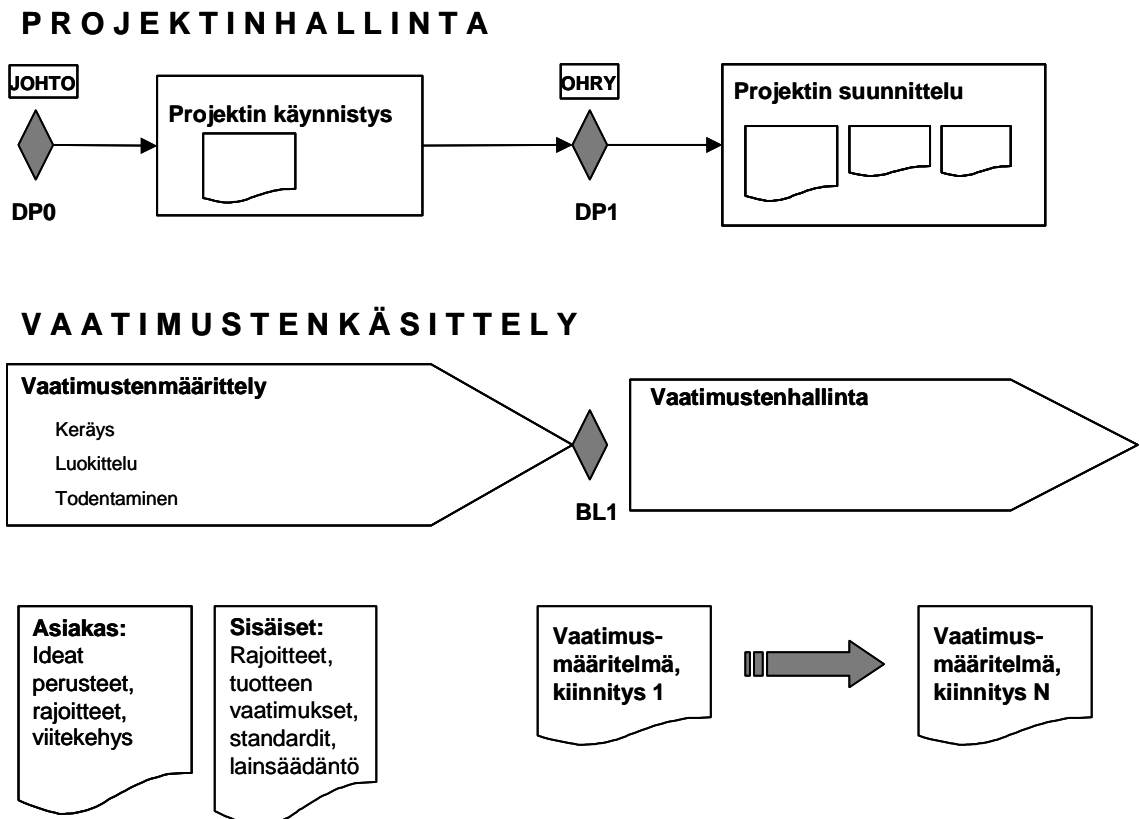 PROJEKTINHALLINTA
JOHTO
Projektin käynnistys
DP0
OHRY
DP1
Projektin suunnittelu
VAATIMUSTENKÄSITTELY
Vaatimustenmäärittely
Keräys
Luokittelu
Todentaminen
BL1
Vaatimustenhallinta
Asiakas:
Ideat
perusteet,
rajoitteet,
viitekehys
Sisäiset:
Rajoitteet,
tuotteen
vaatimukset,
standardit,
lainsäädäntö
Vaatimus-
määritelmä,
kiinnitys 1
Vaatimus-
määritelmä,
kiinnitys N